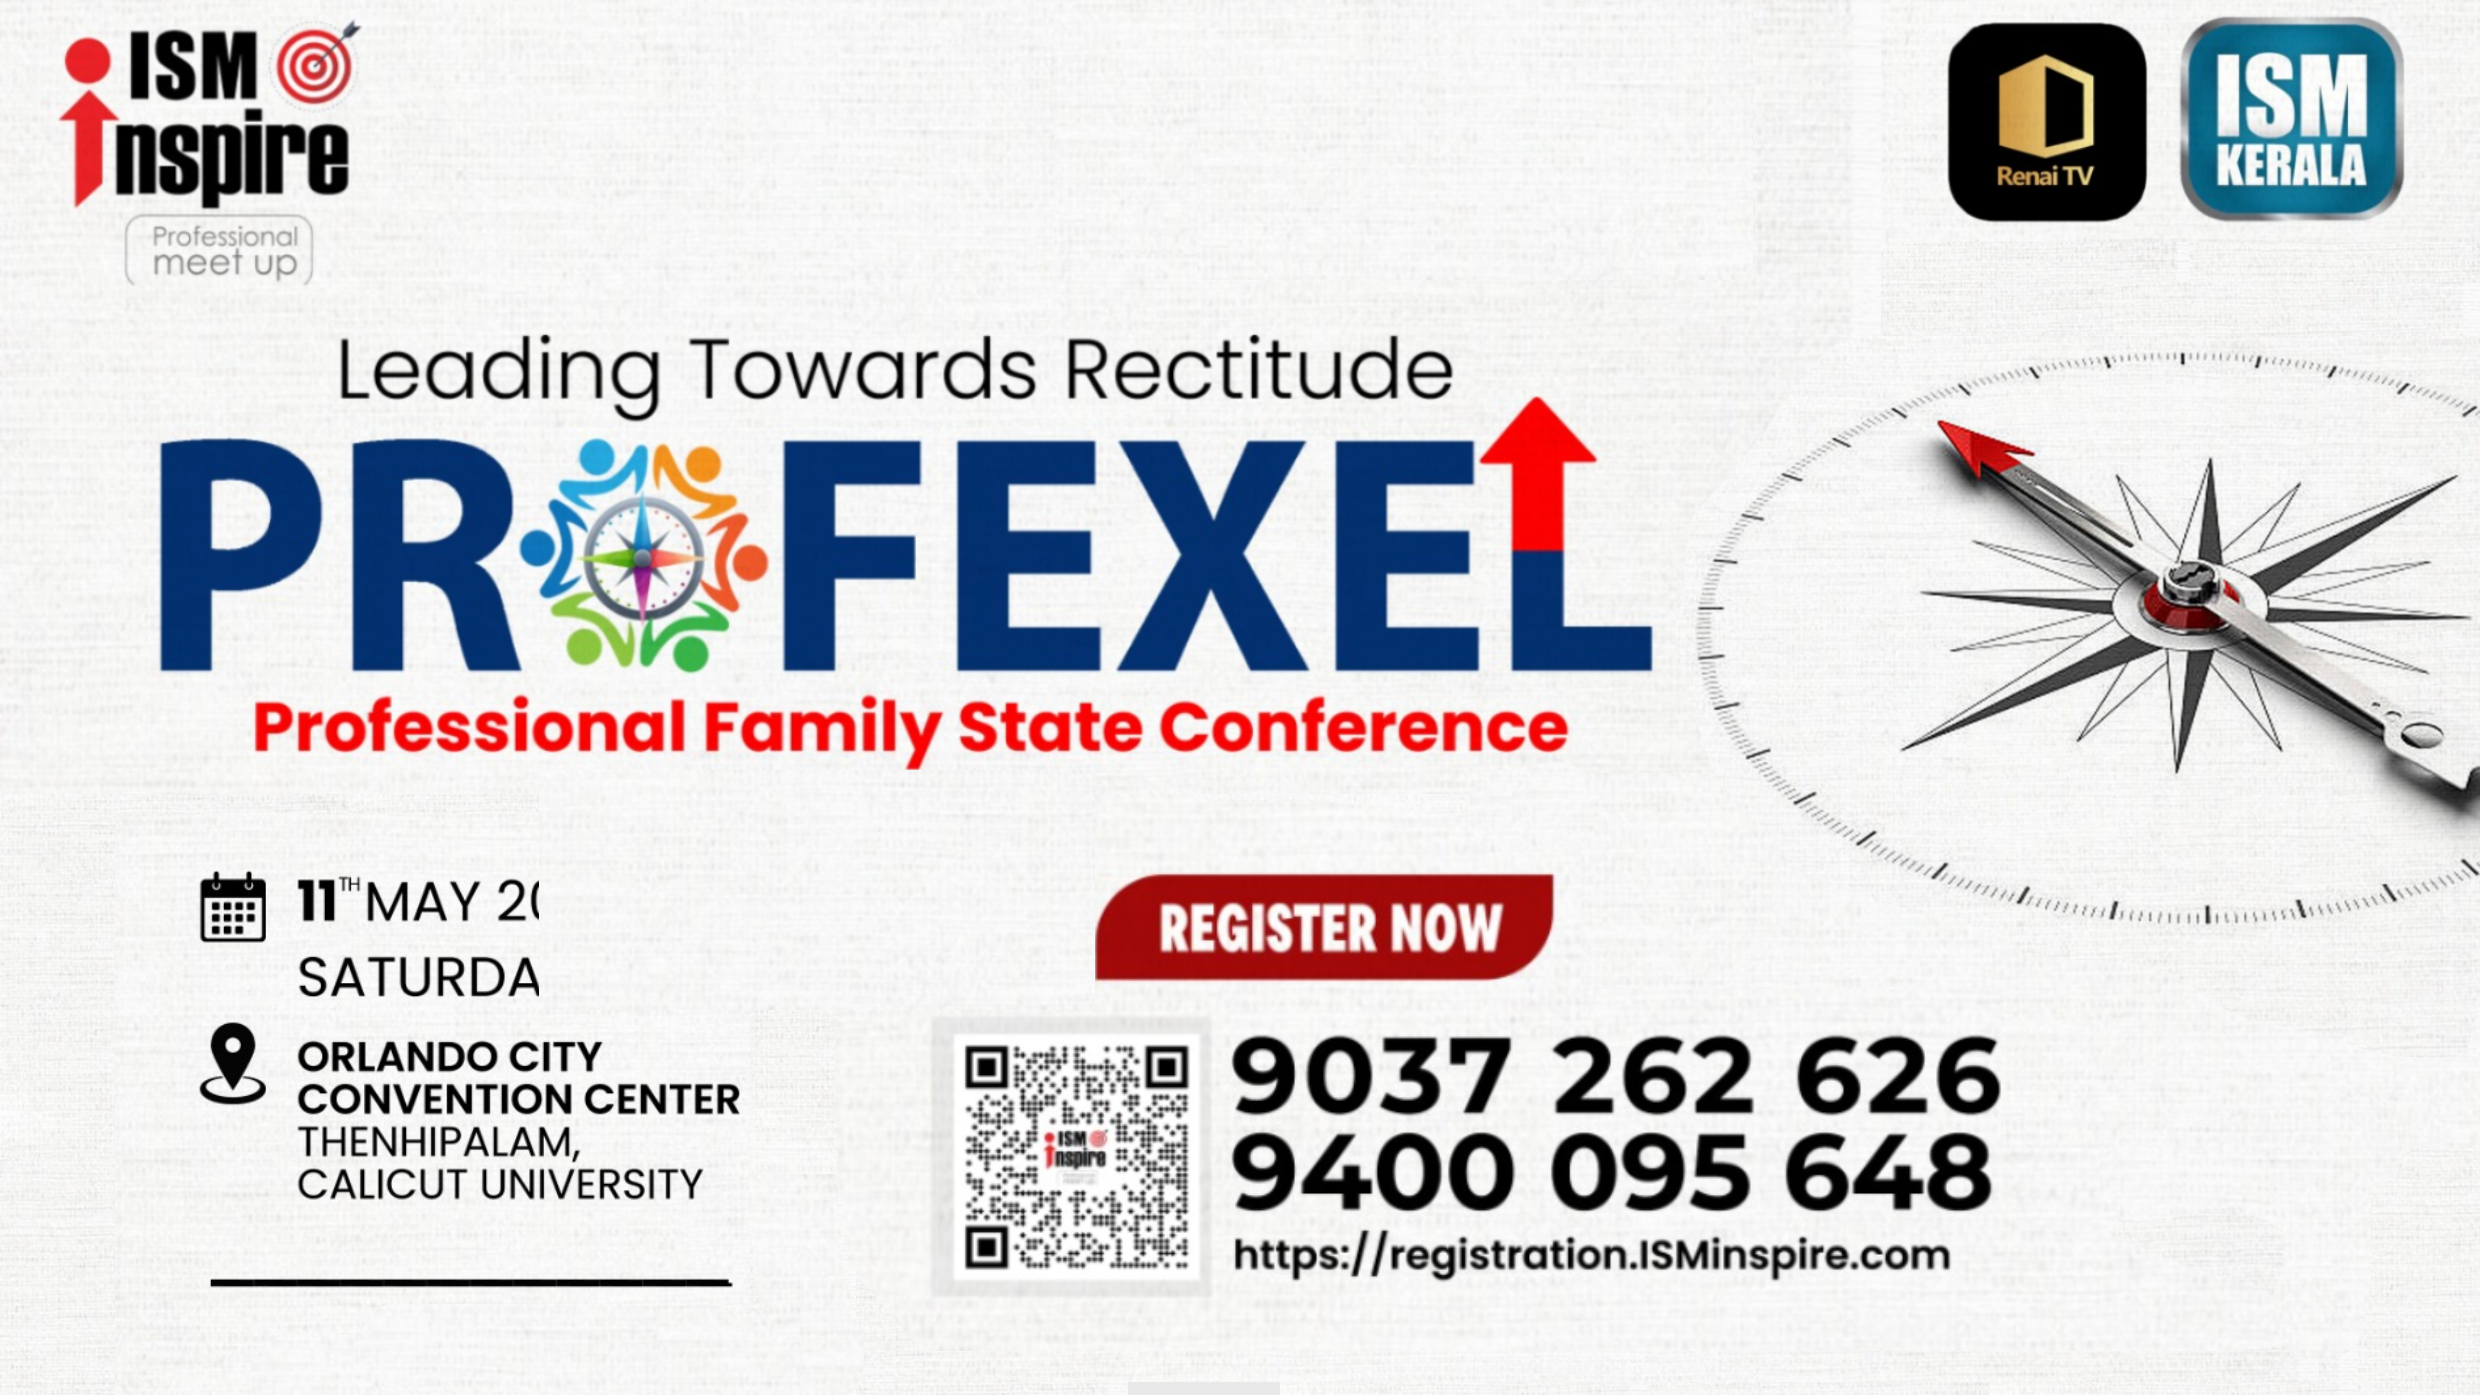 ISM
inspire
Professional
meet up
Renai TV
ISM
KERALA
Leading Towards Rectitude
PROFEXEL
Professional Family State Conference
11TH MAY
ORLANDO CITY
CONVENTION CENTER
THENHIPALAM,
CALICUT UNIVERSITY
REGISTER NOW
ISM
inspire
9037 262 626
9400 095 648
https://registration.ISMinspire.com